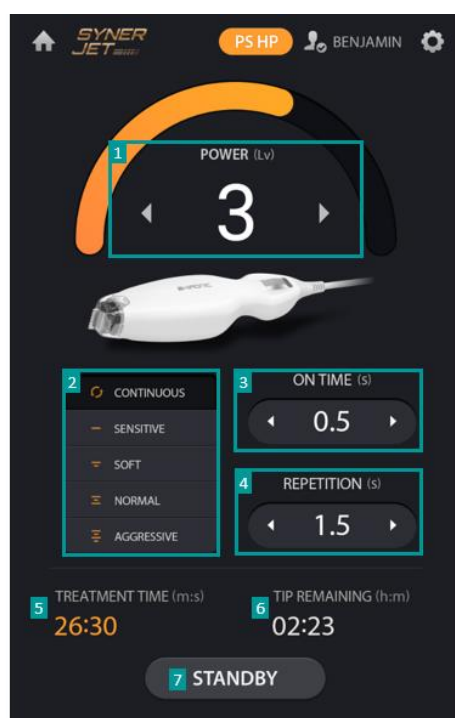 SYNER
JET
PS HP
BENJAMIN
1
POWER (Lv)
3
2
CONTINUOUS
SENSITIVE
SOFT
NORMAL
AGGRESSIVE
3
ON TIME (s)
0.5
4
REPETITION (s)
1.5
5
TREATMENT TIME (m:s)
26:30
6
TIP REMAINING (h:m)
02:23
7
STANDBY